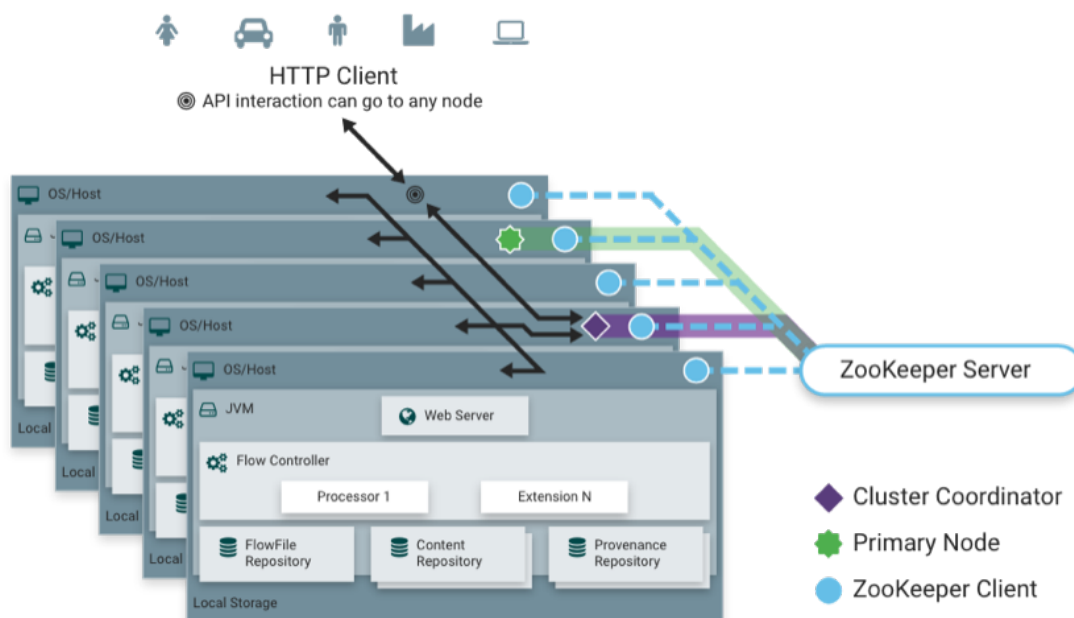 HTTP Client
API interaction can go to any node
OS/Host
OS/Host
OS/Host
OS/Host
OS/Host
JVM
Web Server
Flow Controller
Processor 1
Extension N
FlowFile
Repository
Content
Repository
Provenance
Repository
Local
Local
Local
Local
Local Storage
ZooKeeper Server
Cluster Coordinator
Primary Node
ZooKeeper Client